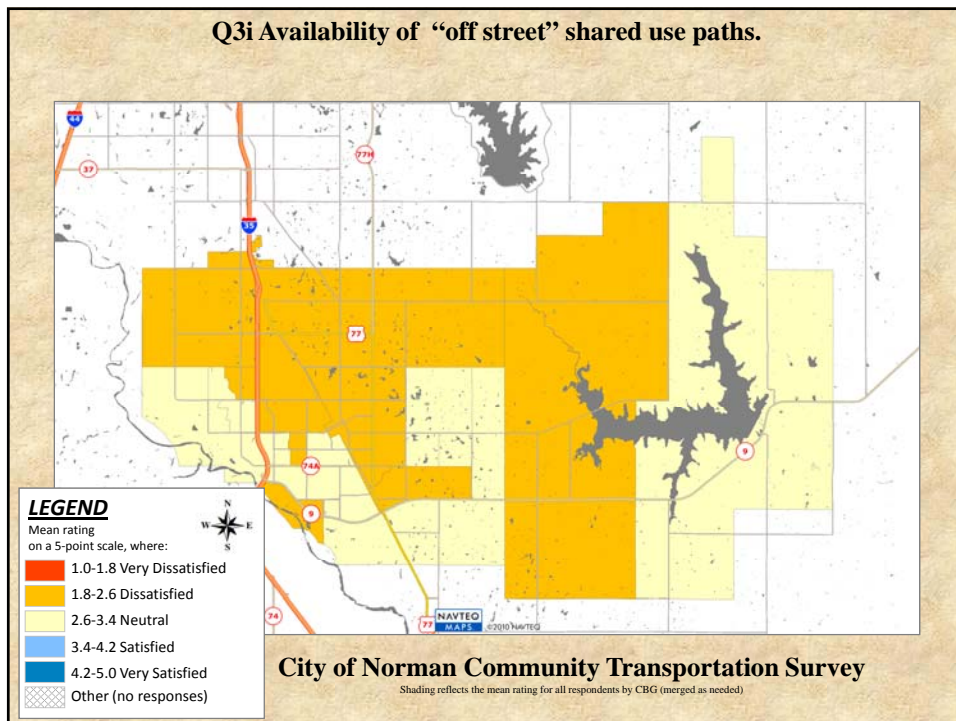 Q3i Availability of “off street” shared use paths.
44
37
77H
35
77
74A
9
9
74
77
NAVTEQ
MAPS
©2010 NAVTEQ
LEGEND
Mean rating
on a 5-point scale, where:
N
W E
S
1.0-1.8 Very Dissatisfied
1.8-2.6 Dissatisfied
2.6-3.4 Neutral
3.4-4.2 Satisfied
4.2-5.0 Very Satisfied
Other (no responses)
City of Norman Community Transportation Survey
Shading reflects the mean rating for all respondents by CBG (merged as needed)